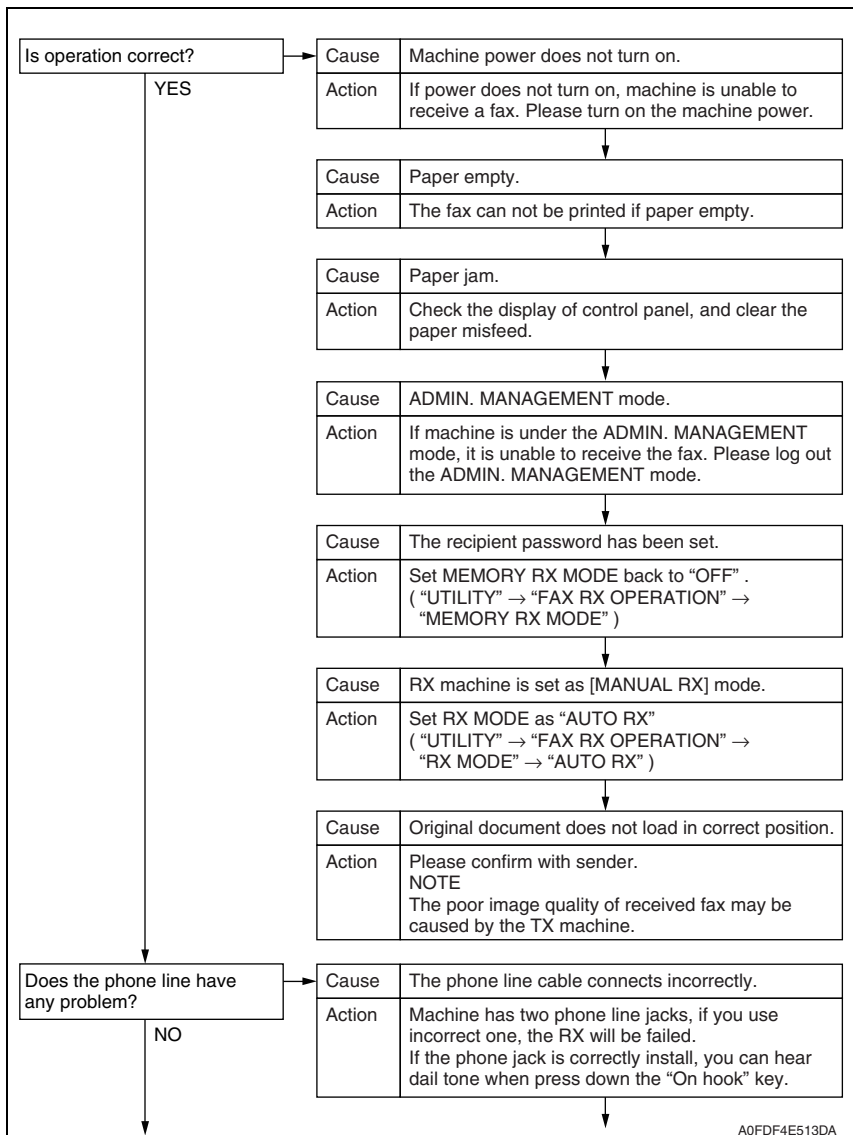 Is operation correct?
YES
Cause Machine power does not turn on.
Action If power does not turn on, machine is unable to
receive a fax. Please turn on the machine power.
Cause Paper empty.
Action The fax can not be printed if paper empty.
Cause Paper jam.
Action Check the display of control panel, and clear the
paper misfeed.
Cause ADMIN. MANAGEMENT mode.
Action If machine is under the ADMIN. MANAGEMENT
mode, it is unable to receive the fax. Please log out
the ADMIN. MANAGEMENT mode.
Cause The recipient password has been set.
Action Set MEMORY RX MODE back to “OFF” .
( “UTILITY” → “FAX RX OPERATION” →
“MEMORY RX MODE” )
Cause RX machine is set as [MANUAL RX] mode.
Action Set RX MODE as “AUTO RX”
( “UTILITY” → “FAX RX OPERATION” →
“RX MODE” → “AUTO RX” )
Cause Original document does not load in correct position.
Action Please confirm with sender.
NOTE
The poor image quality of received fax may be
caused by the TX machine.
Does the phone line have
any problem?
NO
Cause The phone line cable connects incorrectly.
Action Machine has two phone line jacks, if you use
incorrect one, the RX will be failed.
If the phone jack is correctly install, you can hear
dail tone when press down the “On hook” key.
A0FDF4E513DA